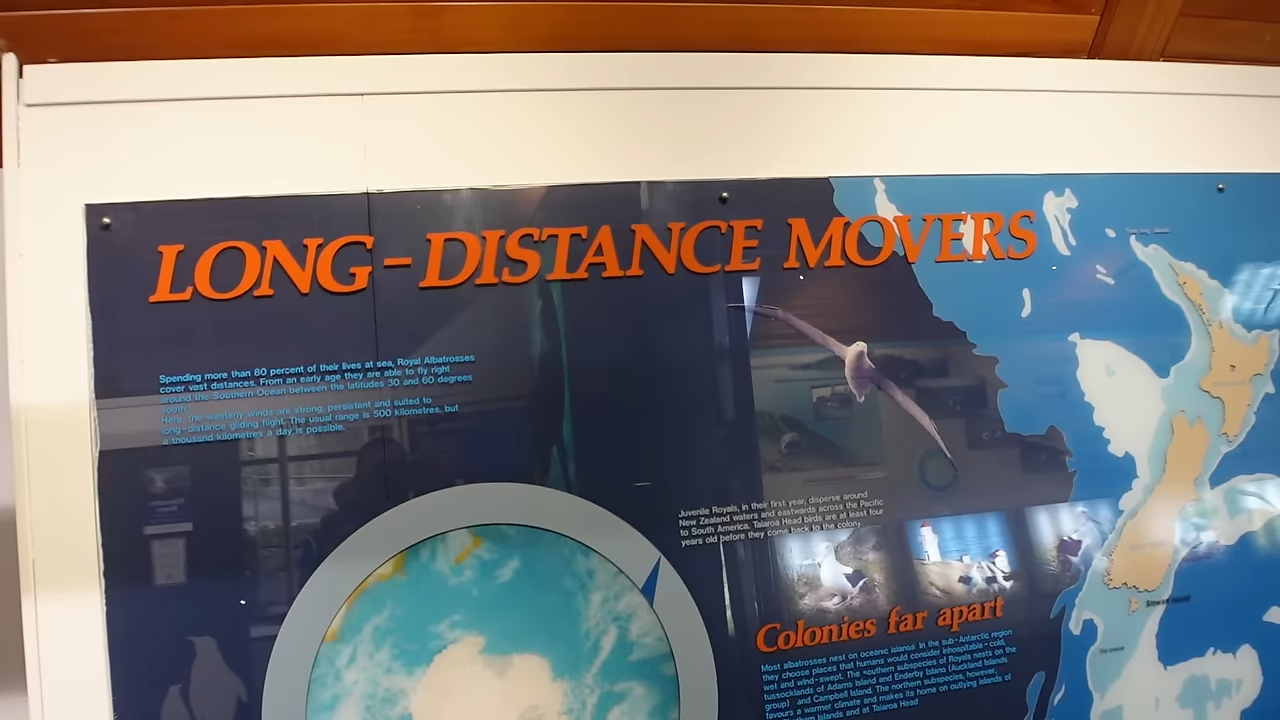 LONG-DISTANCE MOVERS
Spending more than 80 percent of their lives at sea, Royal Albatrosses
cover vast distances. From an early age they are able to fly right
around the Southern Ocean between the latitudes 30 and 60 degrees
south.
Here, the westerly winds are strong, persistent and suited to
long-distance gliding flight. The usual range is 500 kilometres, but
a thousand kilometres a day is possible.
Juvenile Royals, in their first year, disperse around
New Zealand waters and eastwards across the Pacific
to South America. Taiaroa Head birds are at least four
years old before they come back to the colony.
Colonies far apart
Most albatrosses nest on oceanic islands in the sub-Antarctic region
they choose places that humans would consider inhospitable - cold,
wet and wind-swept. The southern subspecies of Royals nests on the
tussocklands of Adams Island and Enderby Island (Auckland Islands
group) and Campbell Island. The northern subspecies, however,
favours a warmer climate and makes its home on outlying islands of
Islands and at Taiaroa Head
Stewart Island